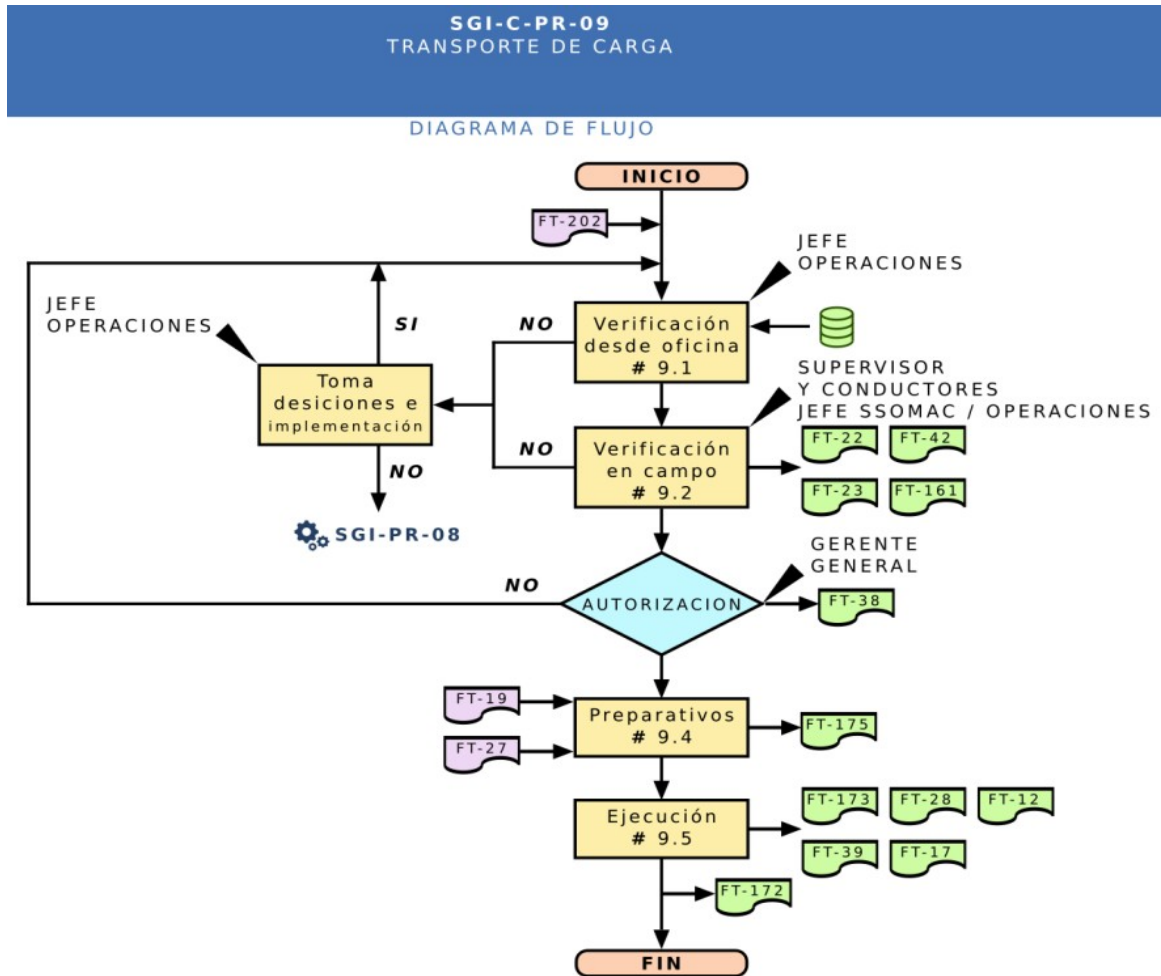 SGI-C-PR-09
TRANSPORTE DE CARGA
DIAGRAMA DE FLUJO
INICIO
FT-202
JEFE
OPERACIONES
JEFE
OPERACIONES
SI
NO
Verificación
desde oficina
# 9.1
Toma
desiciones e
implementación
SUPERVISOR
Y CONDUCTORES
JEFE SSOMAC / OPERACIONES
NO
Verificación
en campo
# 9.2
FT-22
FT-42
FT-23
FT-161
NO
SGI-PR-08
GERENTE
GENERAL
NO
AUTORIZACION
FT-38
FT-19
FT-27
Preparativos
# 9.4
FT-175
Ejecución
# 9.5
FT-173
FT-28
FT-12
FT-39
FT-17
FT-172
FIN